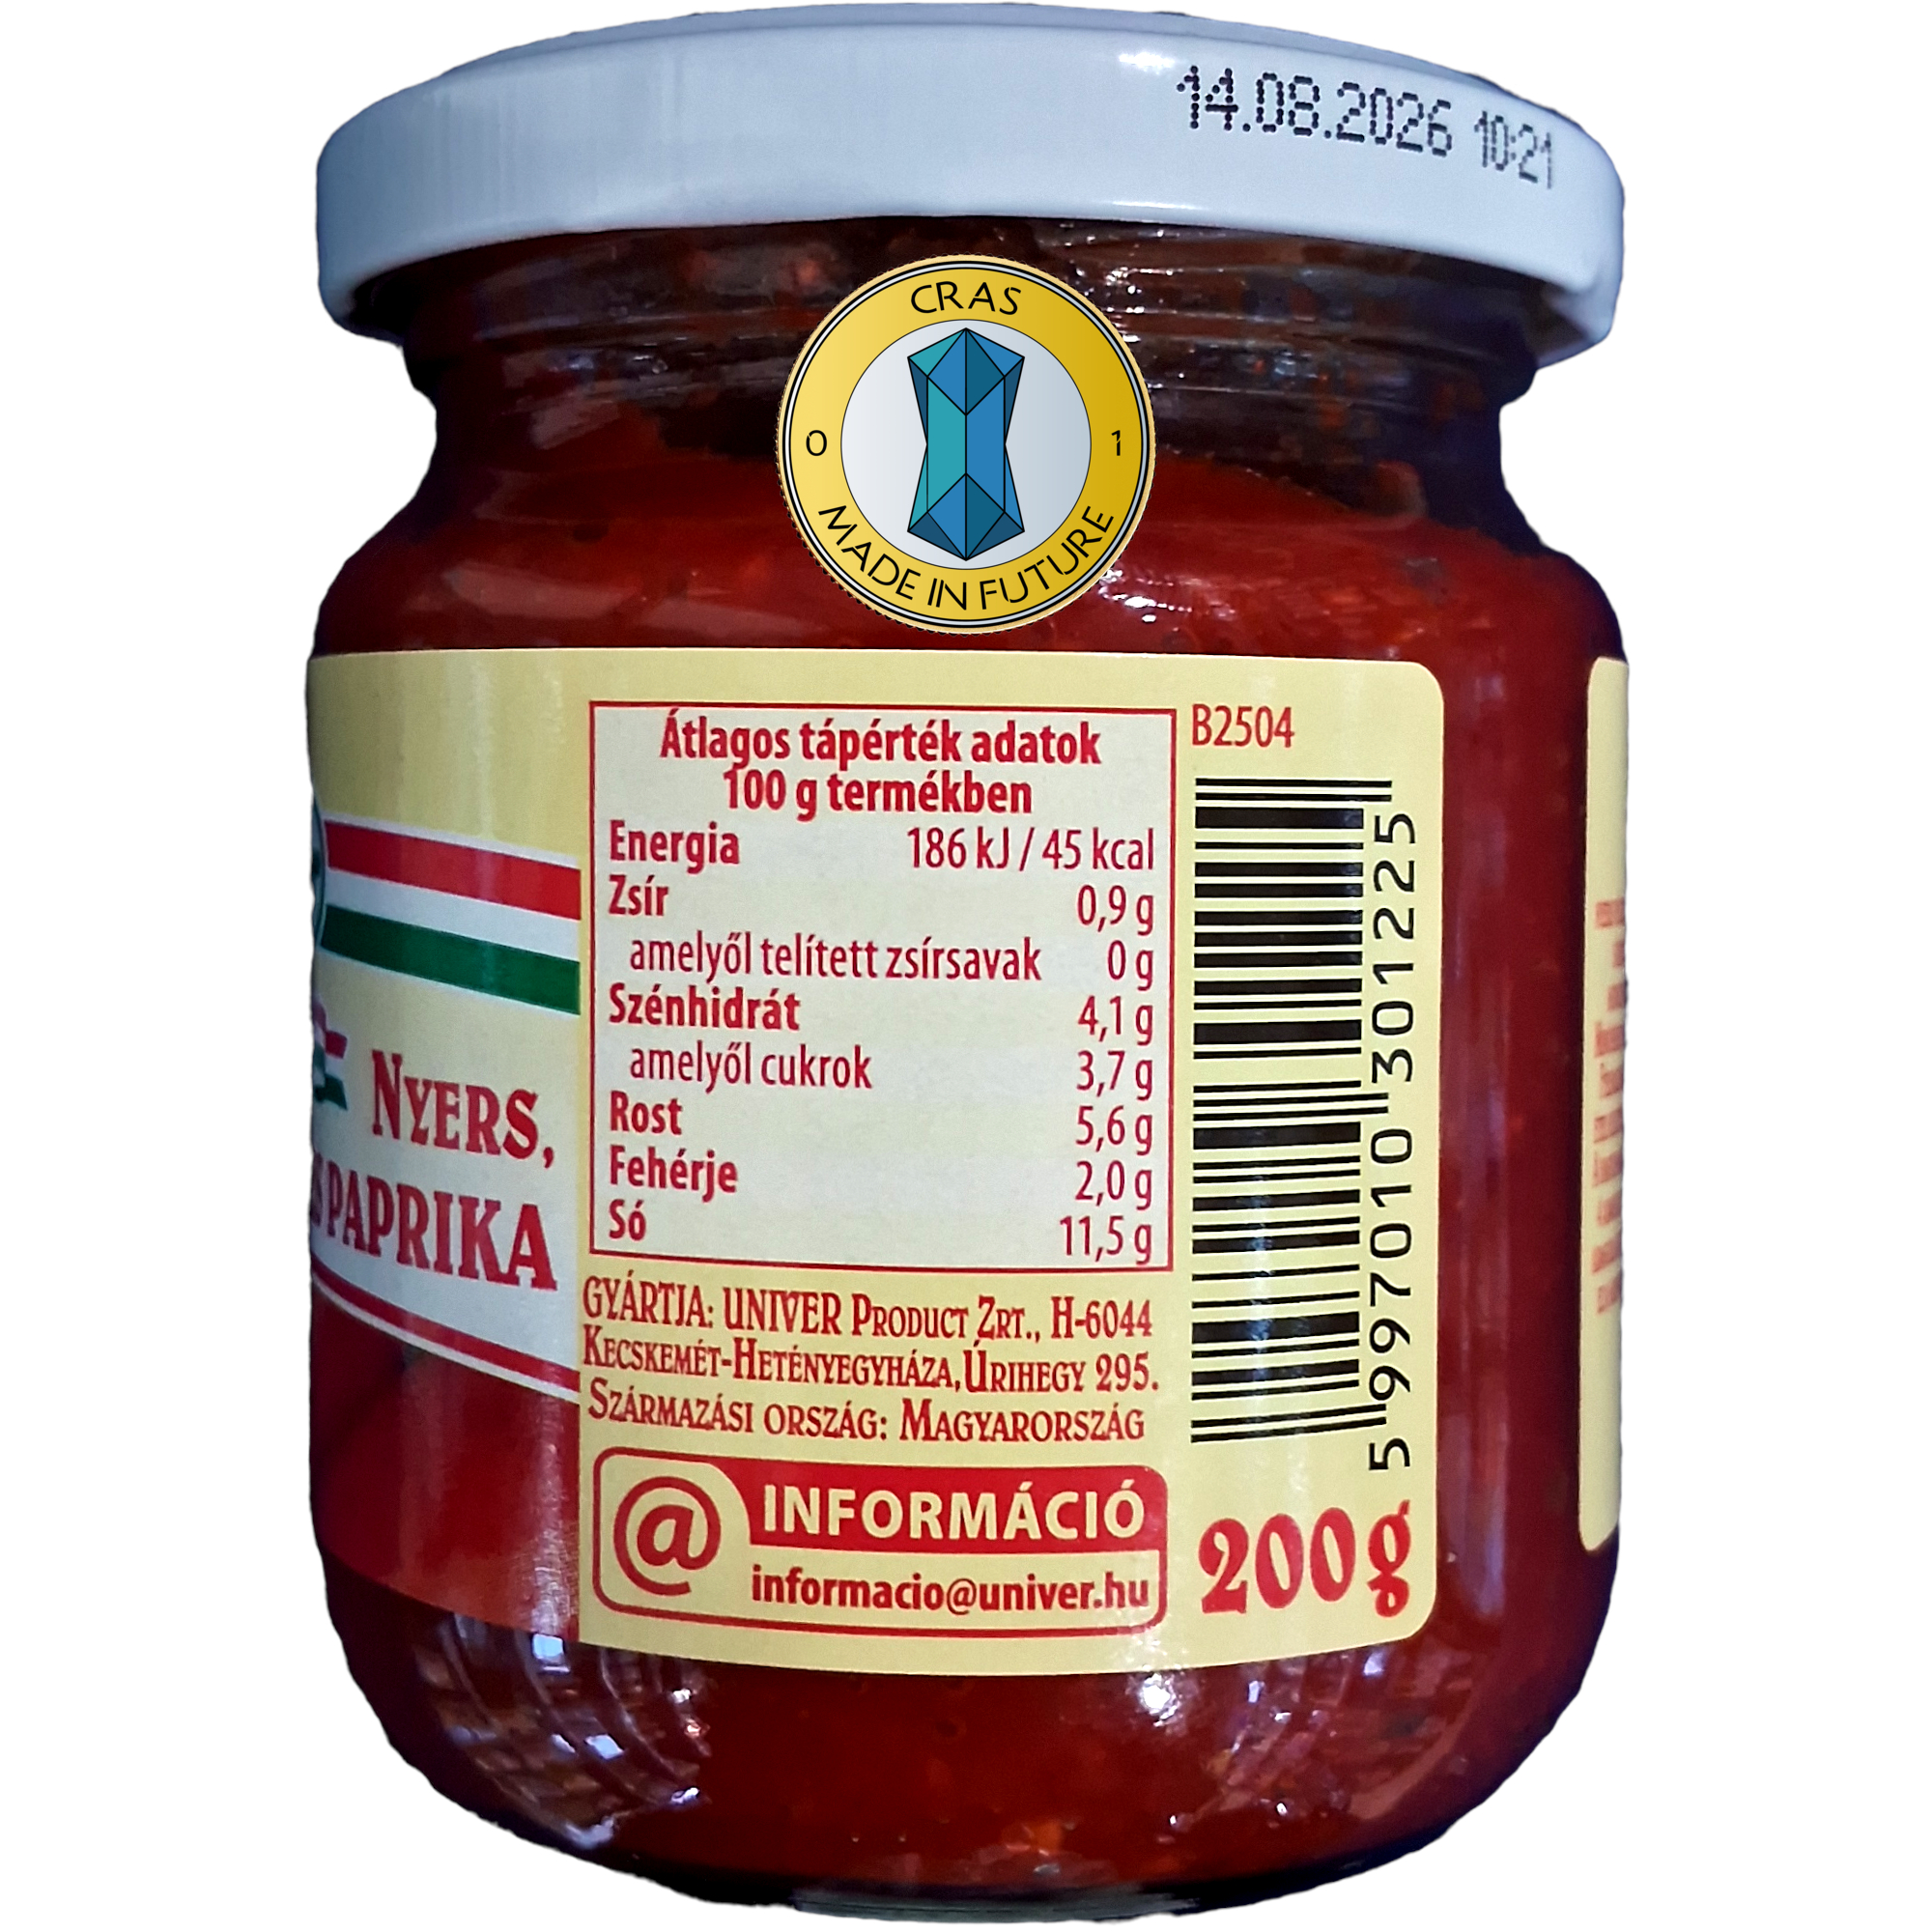 14.08.2026 10:21
CRAS
0 1
MADE IN FUTURE
Átlagos tápérték adatok
100 g termékben
Energia 186 kJ / 45 kcal
Zsír 0,9 g
amelyől telített zsírsavak 0 g
Szénhidrát 4,1 g
amelyől cukrok 3,7 g
Rost 5,6 g
Fehérje 2,0 g
Só 11,5 g
GYÁRTJA: UNIVER PRODUCT ZRT., H-6044
KECSKEMÉT-HETÉNYEGYHÁZA, ÚRIHEGY 295.
SZÁRMAZÁSI ORSZÁG: MAGYARORSZÁG
@ INFORMÁCIÓ
informacio@univer.hu
B2504
5 997010 301225
200 g
NYERS,
PAPRIKA